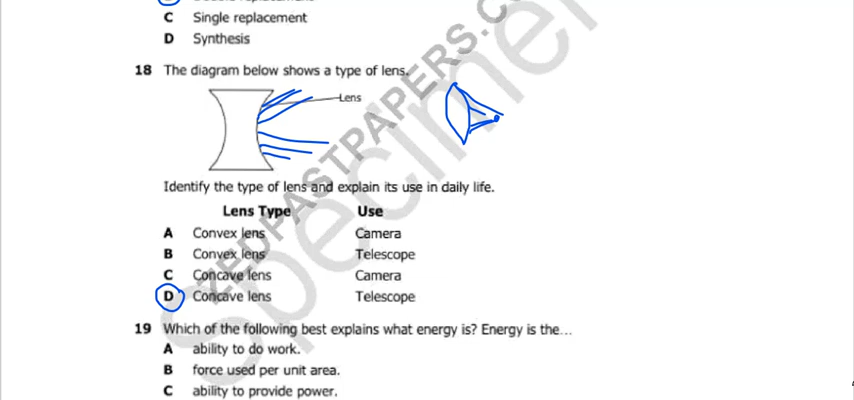 C Single replacement
D Synthesis
18 The diagram below shows a type of lens.
Lens
Identify the type of lens and explain its use in daily life.
Lens Type Use
A Convex lens Camera
B Convex lens Telescope
C Concave lens Camera
D Concave lens Telescope
19 Which of the following best explains what energy is? Energy is the...
A ability to do work.
B force used per unit area.
C ability to provide power.
Specimen
ZEDPASTPAPERS.C